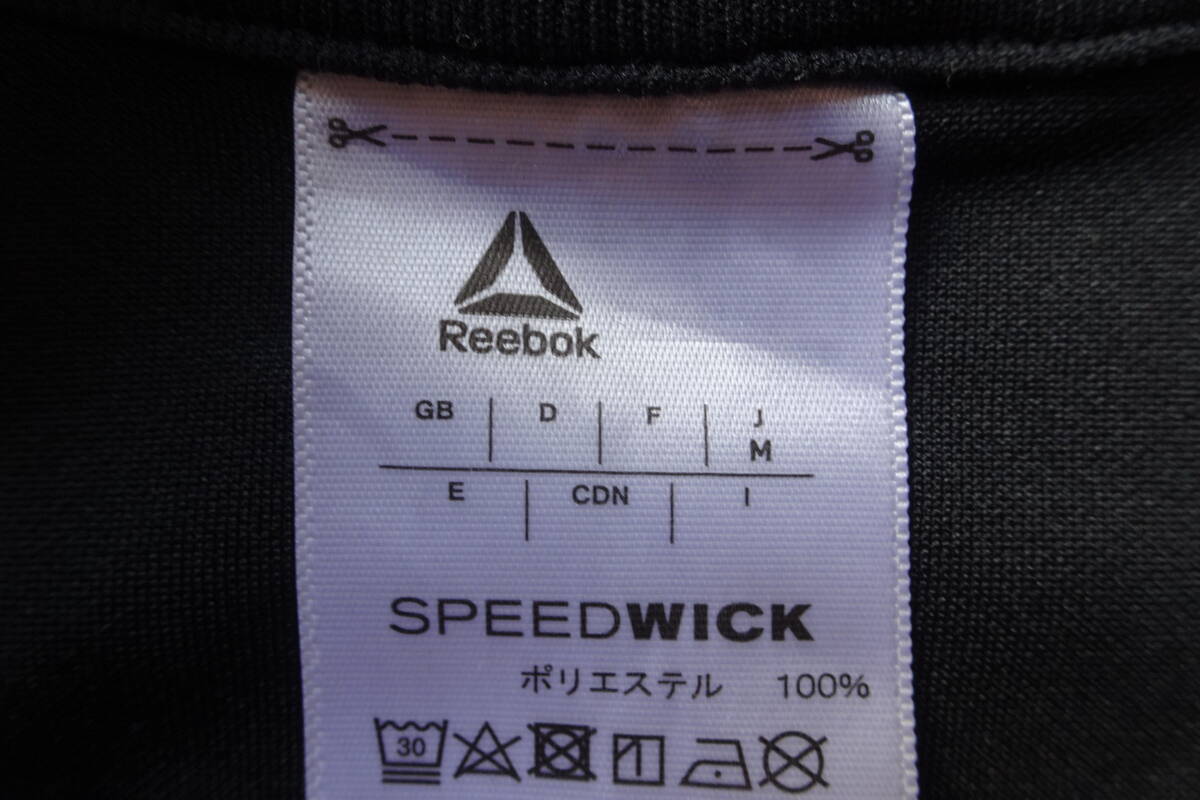 Reebok
GB D F J
M
E CDN I
SPEEDWICK
ポリエステル 100%
30